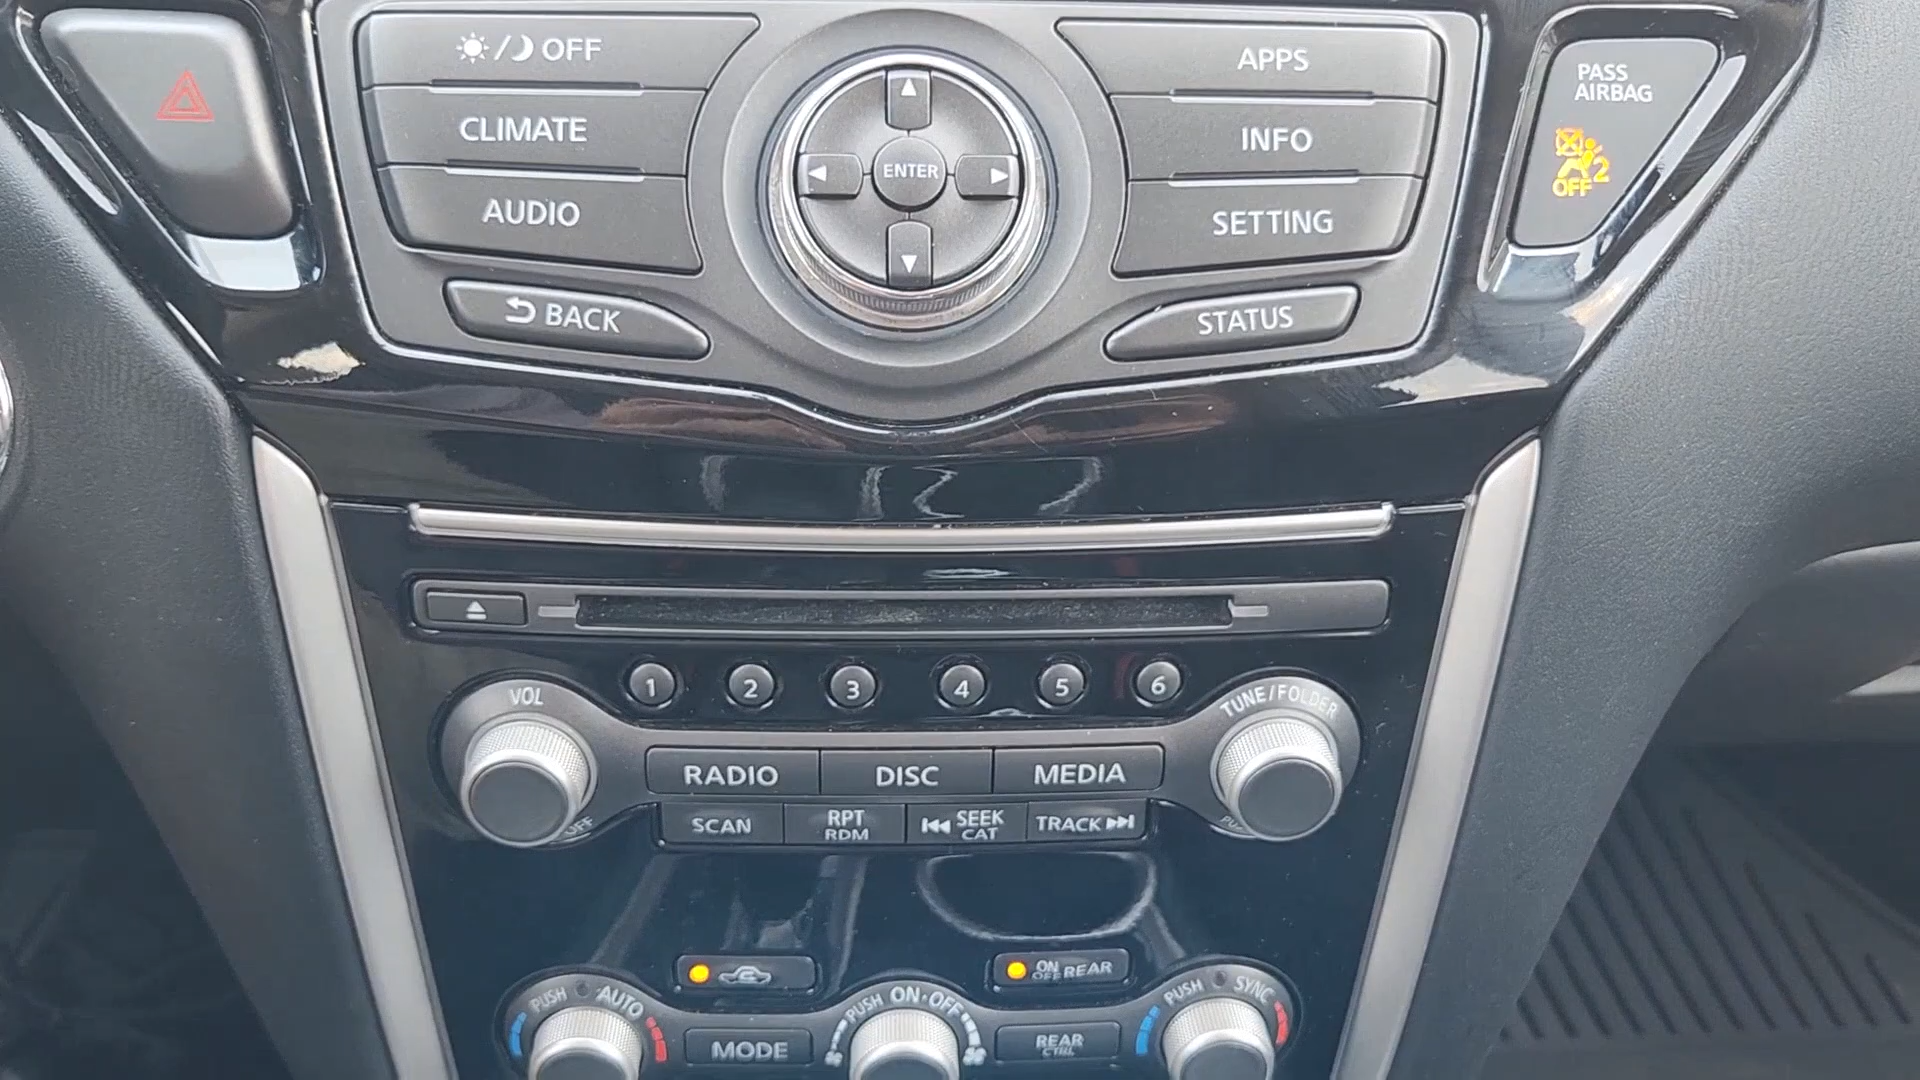 OFF
CLIMATE
AUDIO
BACK
ENTER
APPS
INFO
SETTING
STATUS
PASS
AIRBAG
OFF
2
1 2 3 4 5 6
VOL
OFF
TUNE/FOLDER
RADIO DISC MEDIA
SCAN
RPT
RDM
SEEK
CAT
TRACK
ON
OFF
REAR
PUSH AUTO
MODE
PUSH ON·OFF
REAR
CTRL
PUSH SYNC